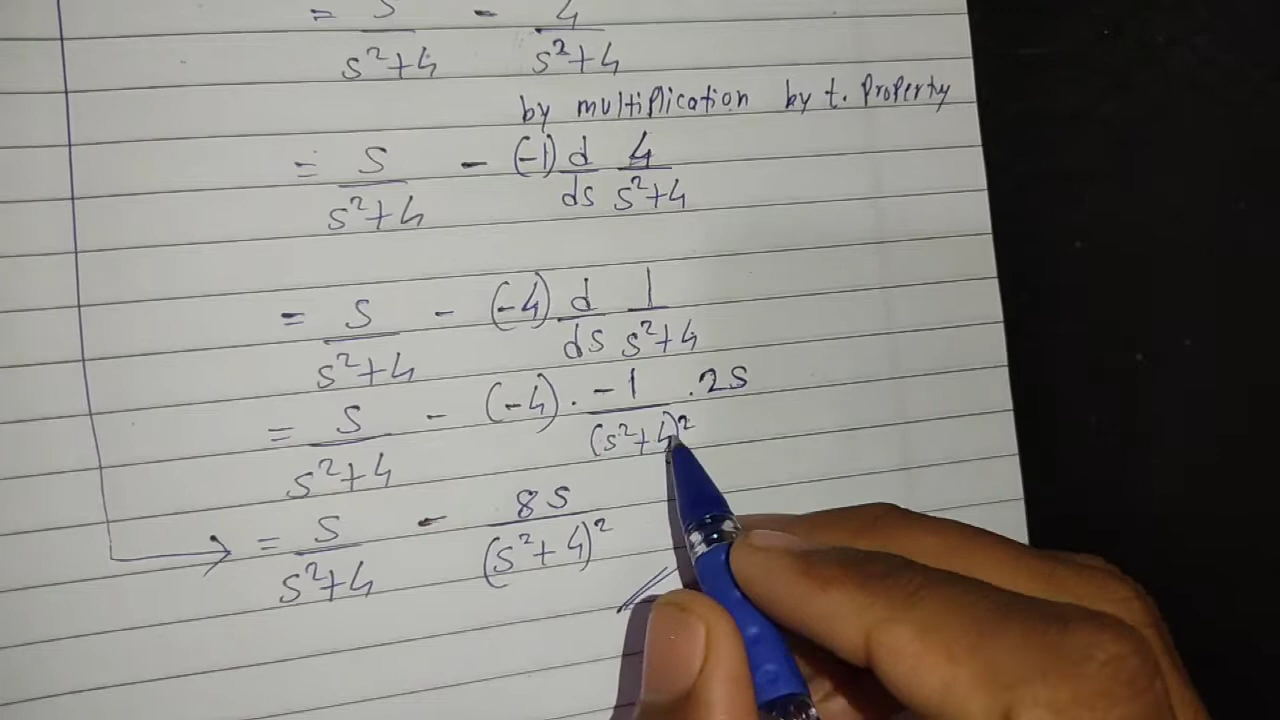 = s/(s²+4) - 4/(s²+4)
by multiplication by t. Property
= s/(s²+4) - (-1) d/ds 4/(s²+4)
= s/(s²+4) - (-4) d/ds 1/(s²+4)
= s/(s²+4) - (-4) . -1/(s²+4)² . 2s
= s/(s²+4) - 8s/(s²+4)²